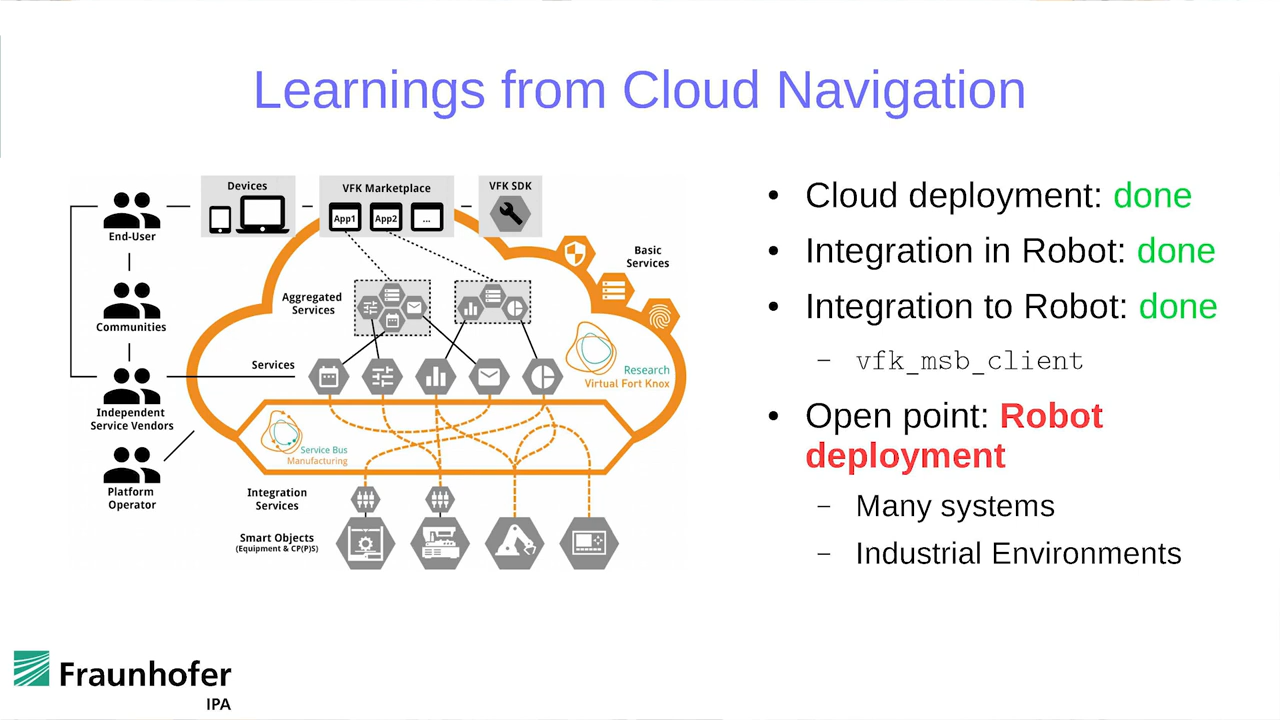 Learnings from Cloud Navigation
Devices
VFK Marketplace
VFK SDK
App1
App2
...
End-User
Basic
Services
Aggregated
Services
Communities
Services
Research
Virtual Fort Knox
Independent
Service Vendors
Service Bus
Manufacturing
Platform
Operator
Integration
Services
Smart Objects
(Equipment & CP(P)S)
• Cloud deployment: done
• Integration in Robot: done
• Integration to Robot: done
– vfk_msb_client
• Open point: Robot
deployment
– Many systems
– Industrial Environments
Fraunhofer
IPA